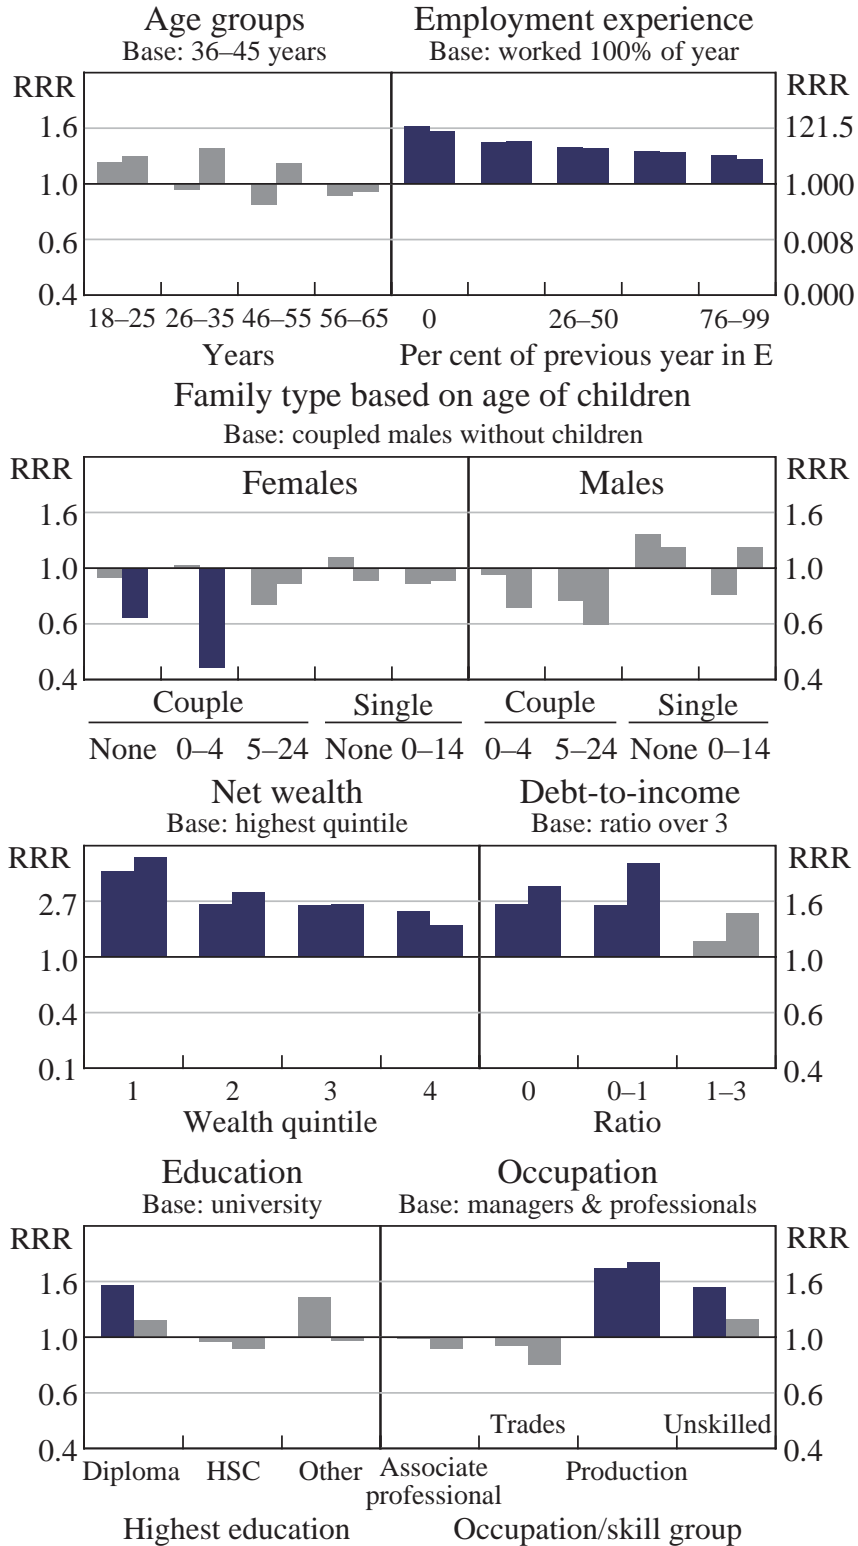 Age groups
Employment experience
Base: 36–45 years
Base: worked 100% of year
RRR
RRR
1.6
121.5
1.0
1.000
0.6
0.008
0.4
0.000
18–25 26–35 46–55 56–65 0 26–50 76–99
Years
Per cent of previous year in E
Family type based on age of children
Base: coupled males without children
RRR
RRR
Females
Males
1.6
1.6
1.0
1.0
0.6
0.6
0.4
0.4
Couple
Single
Couple
Single
None 0–4 5–24 None 0–14 0–4 5–24 None 0–14
Net wealth
Debt-to-income
Base: highest quintile
Base: ratio over 3
RRR
RRR
2.7
1.6
1.0
1.0
0.4
0.6
0.1
0.4
1 2 3 4 0 0–1 1–3
Wealth quintile
Ratio
Education
Occupation
Base: university
Base: managers & professionals
RRR
RRR
1.6
1.6
1.0
1.0
0.6
0.6
Trades
Unskilled
0.4
0.4
Diploma HSC Other Associate
professional
Production
Highest education
Occupation/skill group